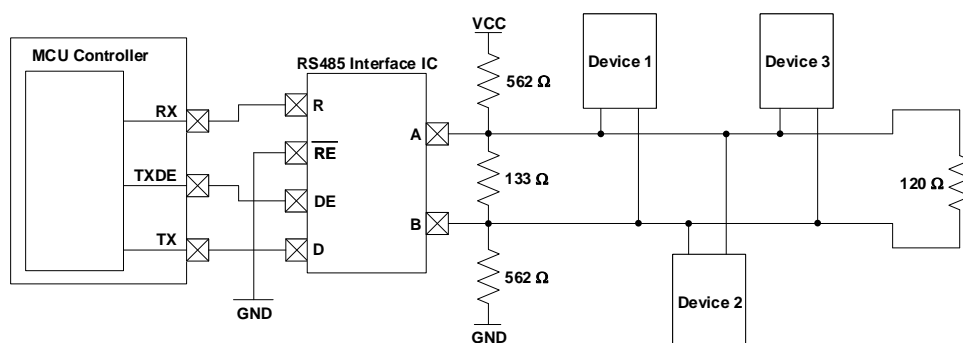 MCU Controller
RX
TXDE
TX
RS485 Interface IC
R
RE
DE
D
A
B
GND
VCC
562 Ω
133 Ω
562 Ω
GND
Device 1
Device 3
Device 2
120 Ω